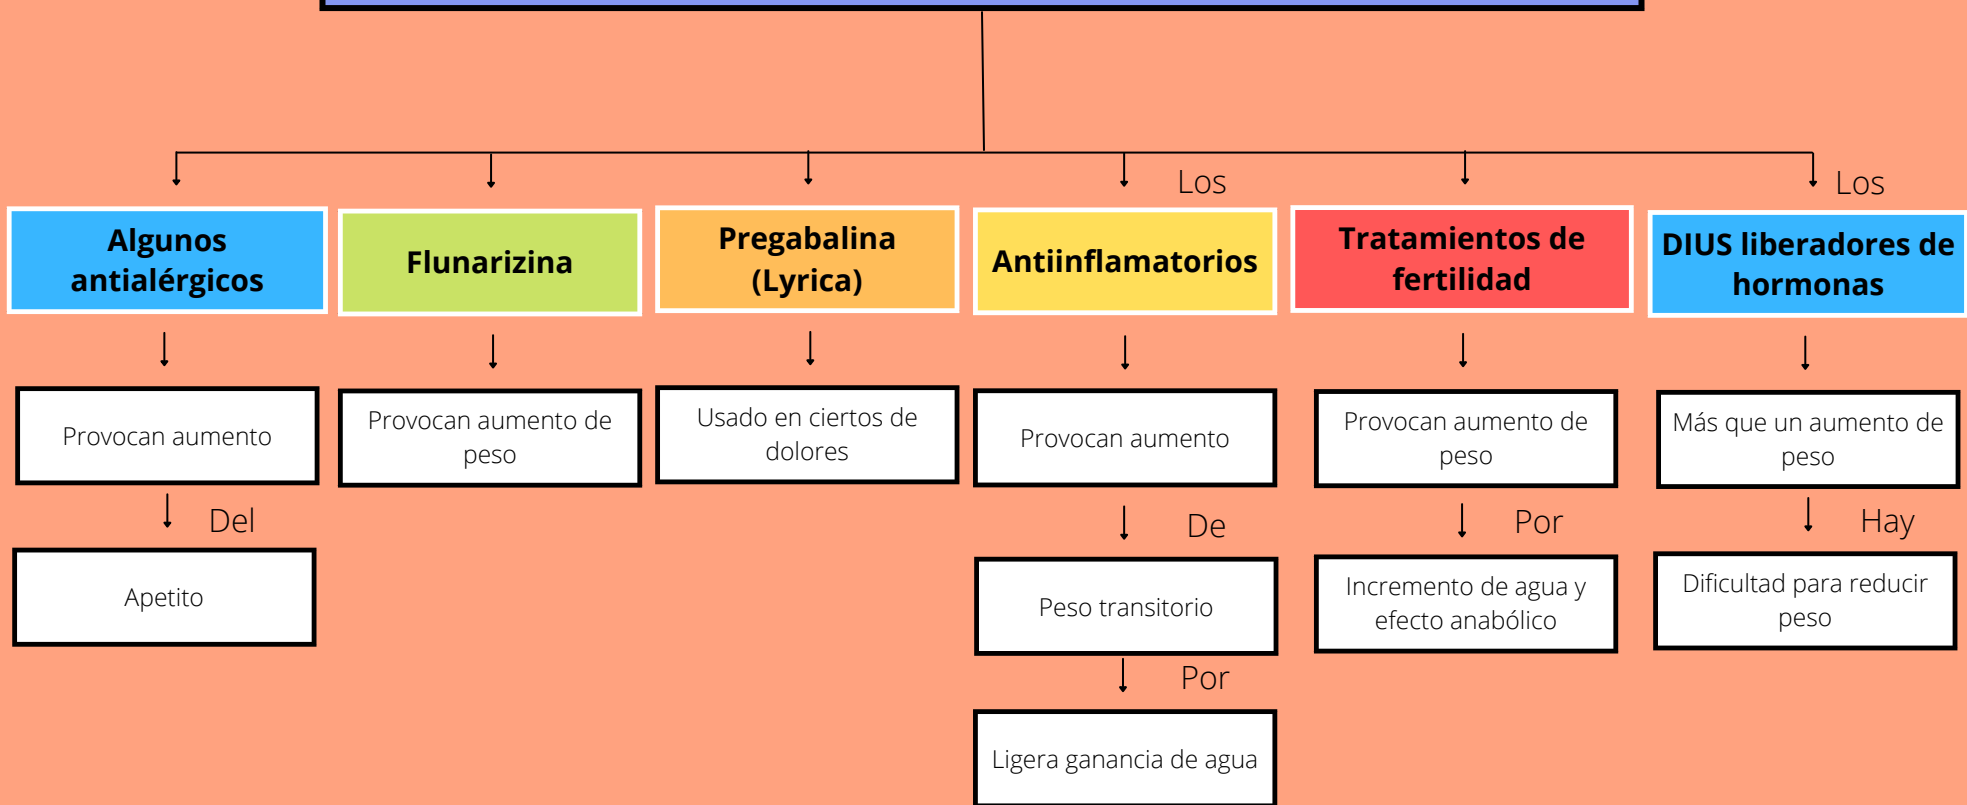 Los
Los
Algunos
antialérgicos
Flunarizina
Pregabalina
(Lyrica)
Antiinflamatorios
Tratamientos de
fertilidad
DIUS liberadores de
hormonas
Provocan aumento
Provocan aumento de
peso
Usado en ciertos de
dolores
Provocan aumento
Provocan aumento de
peso
Más que un aumento de
peso
Del
De
Por
Hay
Apetito
Peso transitorio
Incremento de agua y
efecto anabólico
Dificultad para reducir
peso
Por
Ligera ganancia de agua